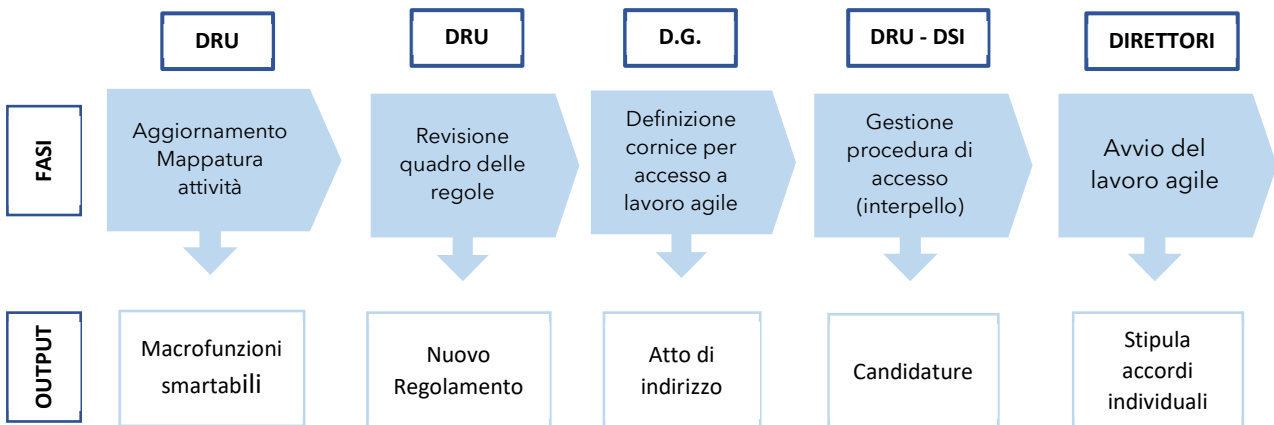 DRU
DRU
D.G.
DRU - DSI
DIRETTORI
FASI
Aggiornamento
Mappatura
attività
Revisione
quadro delle
regole
Definizione
cornice per
accesso a
lavoro agile
Gestione
procedura di
accesso
(interpello)
Avvio del
lavoro agile
OUTPUT
Macrofunzioni
smartabili
Nuovo
Regolamento
Atto di
indirizzo
Candidature
Stipula
accordi
individuali